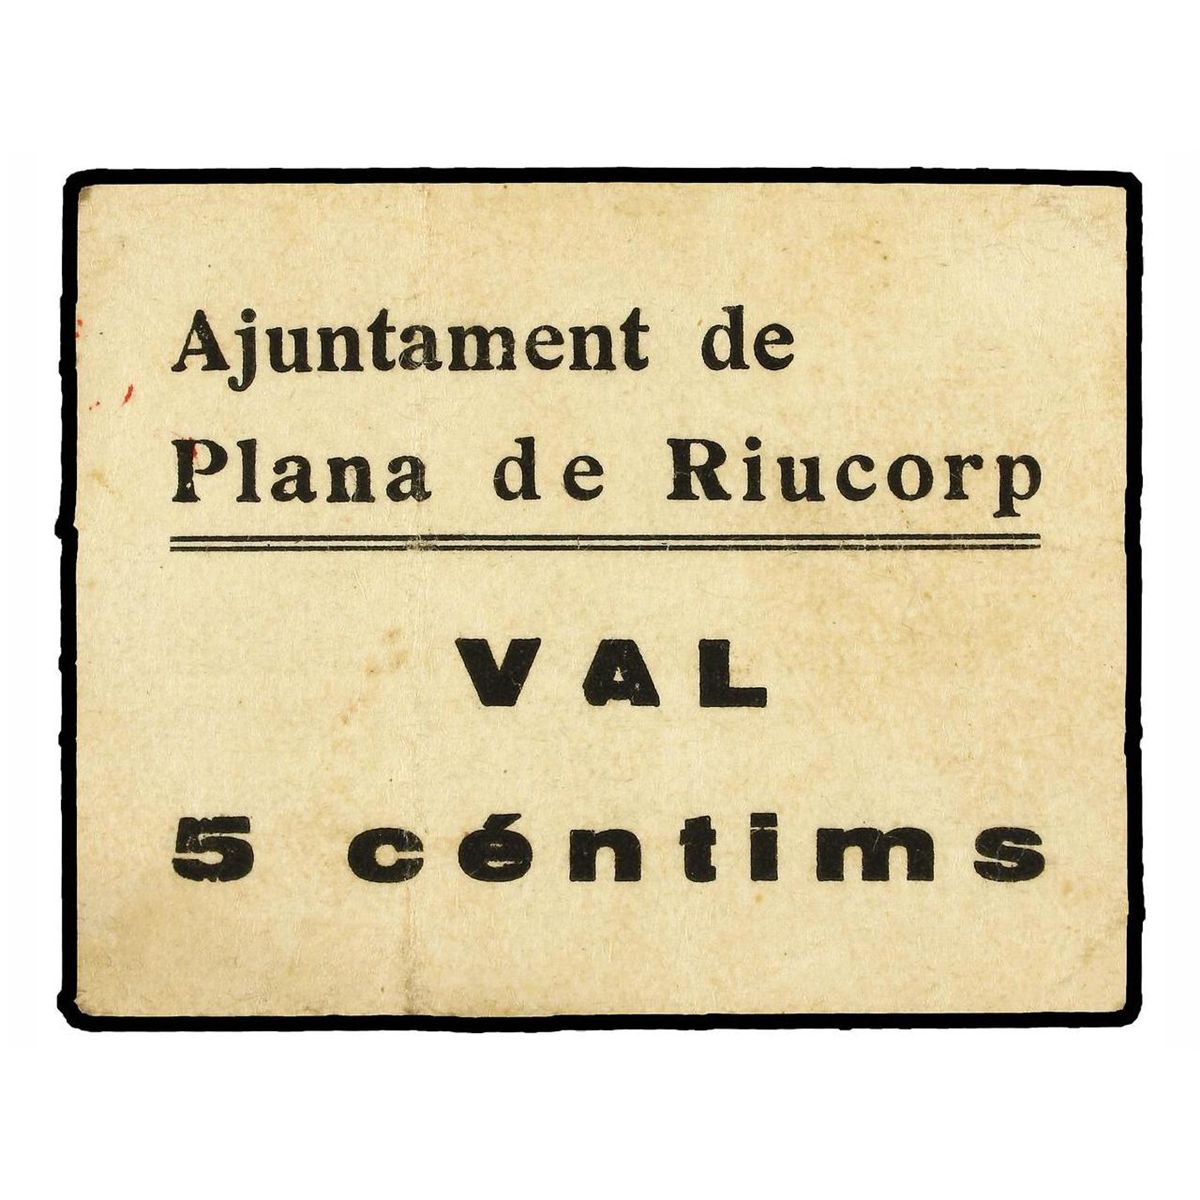 Ajuntament de
Plana de Riucorp
VAL
5 céntims